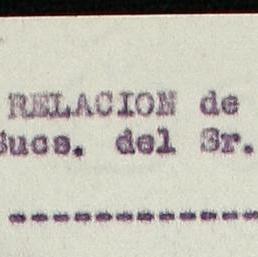 RELACION de
Sucs. del Sr.
------------